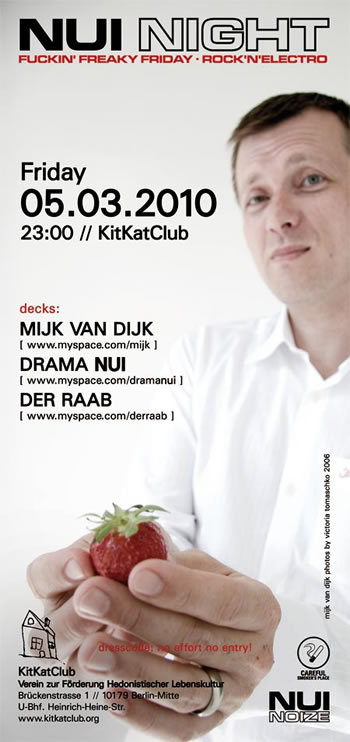 NUI NIGHT
FUCKIN' FREAKY FRIDAY · ROCK'N'ELECTRO
Friday
05.03.2010
23:00 // KitKatClub
decks:
MIJK VAN DIJK
[ www.myspace.com/mijk ]
DRAMA NUI
[ www.myspace.com/dramanui ]
DER RAAB
[ www.myspace.com/derraab ]
mijk van dijk photos by victoria tomaschko 2006
dresscode: no effort no entry!
KitKatClub
Verein zur Förderung Hedonistischer Lebenskultur
Brückenstrasse 1 // 10179 Berlin-Mitte
U-Bhf. Heinrich-Heine-Str.
www.kitkatclub.org
CAREFUL
SMOKER'S PLACE
NUI
NOIZE